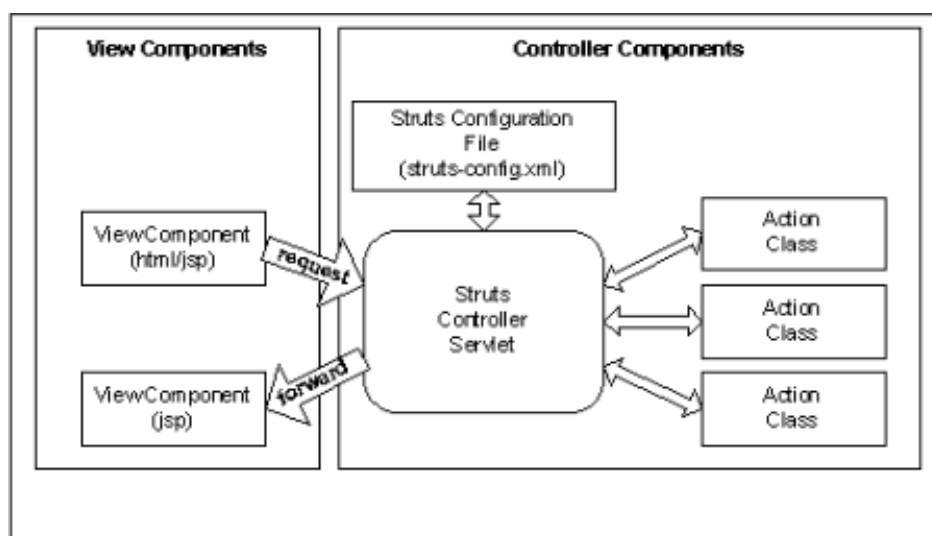 View Components
Controller Components
Struts Configuration
File
(struts-config.xml)
ViewComponent
(html/jsp)
request
Struts
Controller
Servlet
Action
Class
Action
Class
Action
Class
forward
ViewComponent
(jsp)